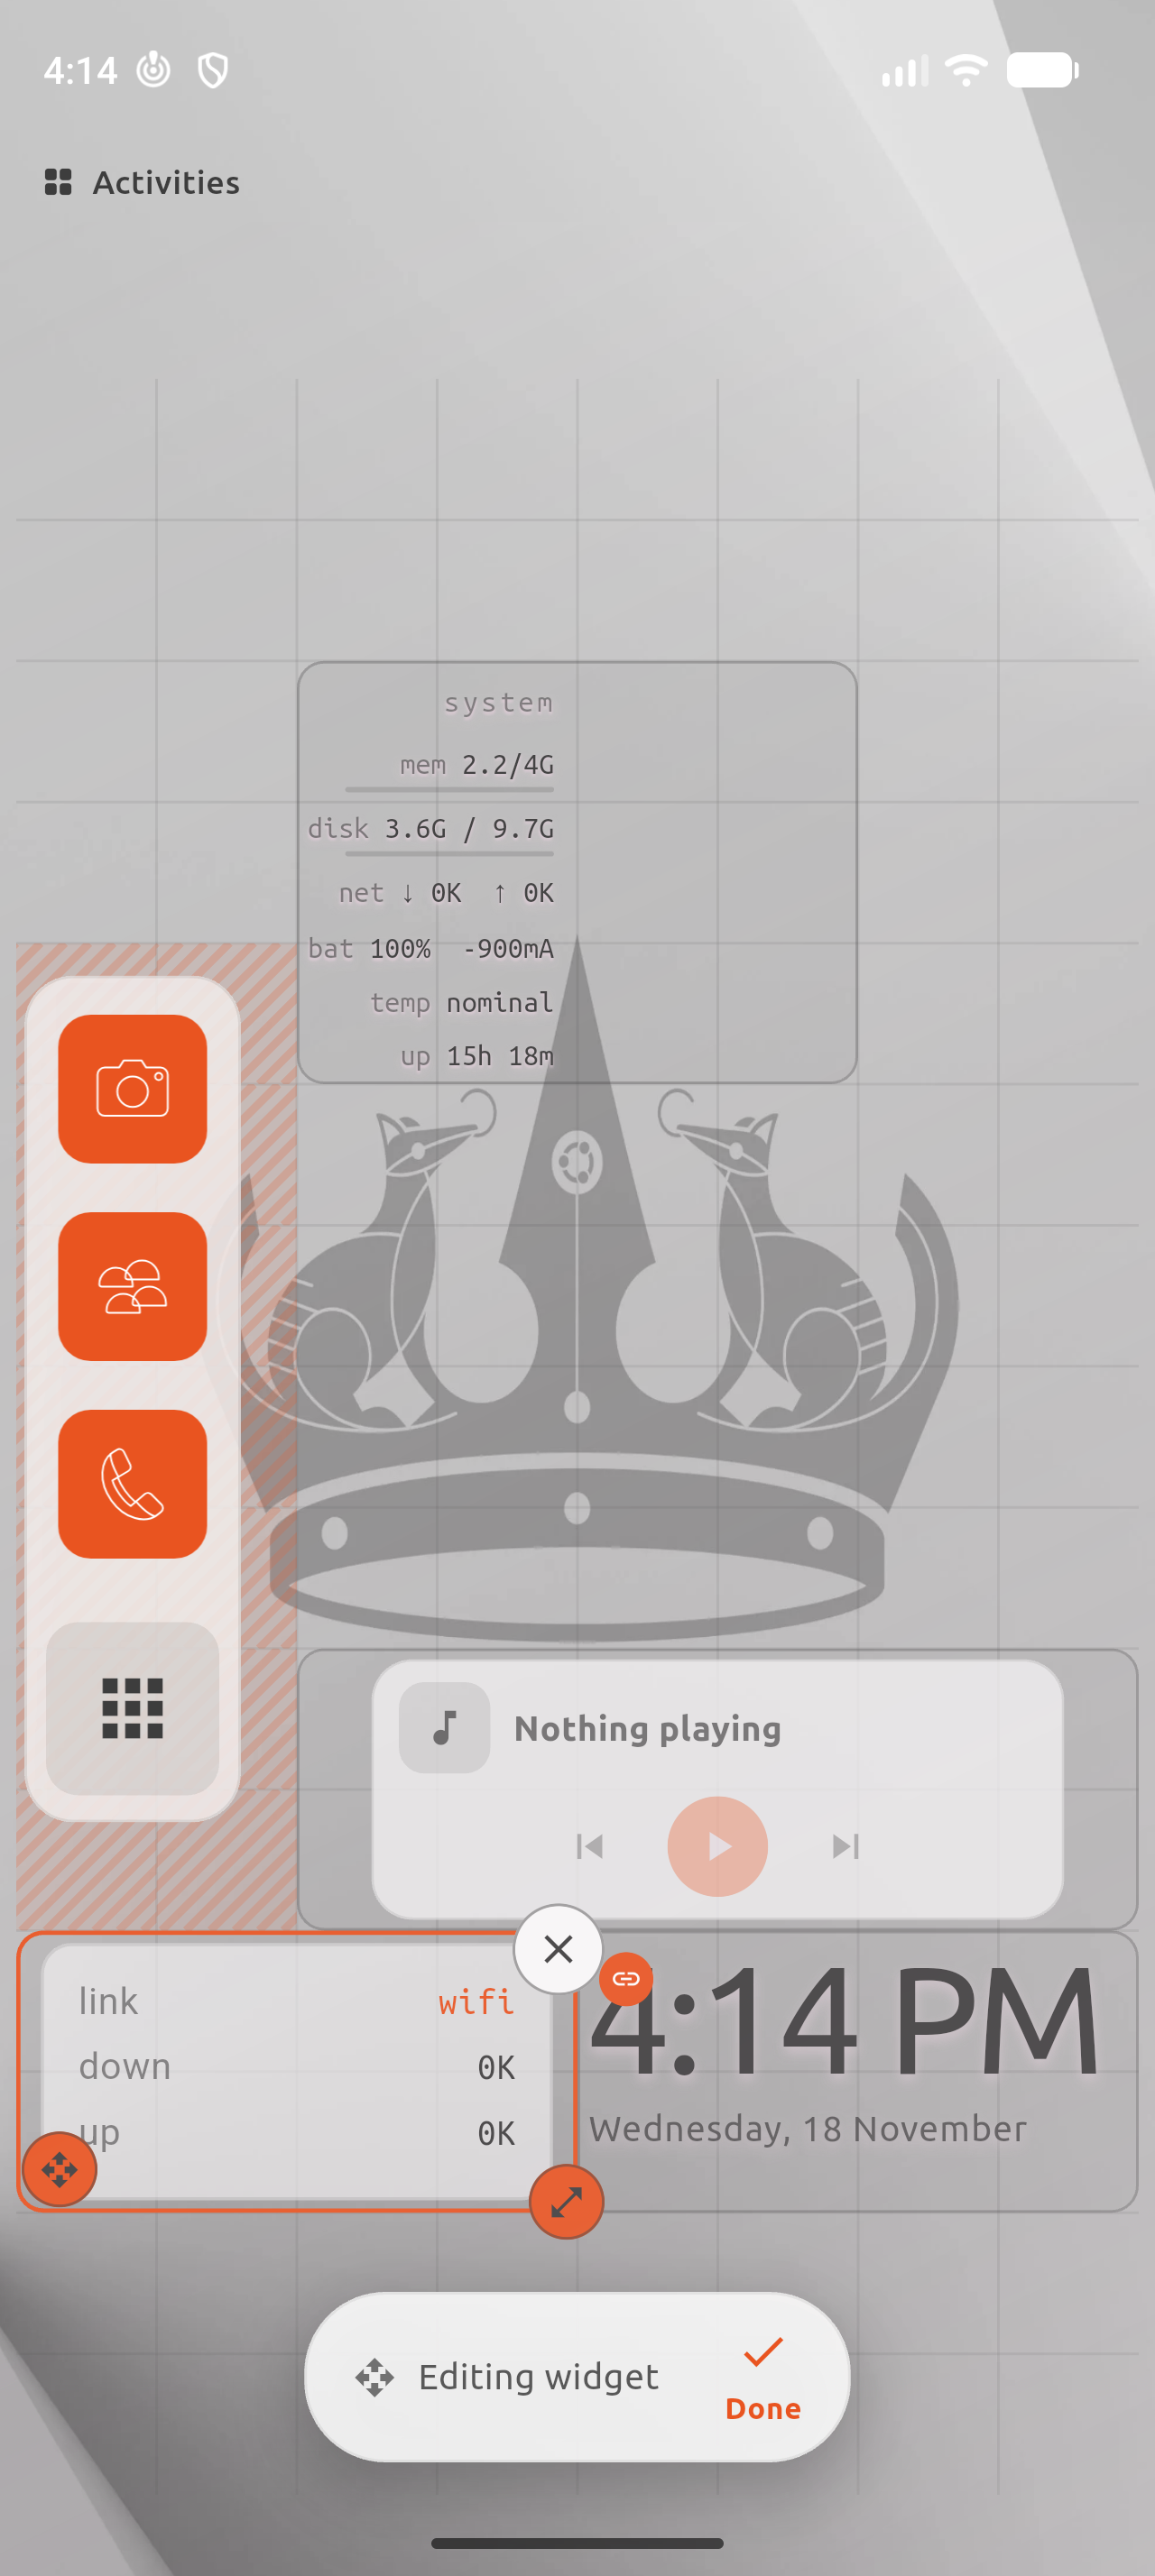 4:14
Activities
system
mem 2.2/4G
disk 3.6G / 9.7G
net ↓ 0K ↑ 0K
bat 100% -900mA
temp nominal
up 15h 18m
Nothing playing
link wifi
down 0K
up 0K
4:14 PM
Wednesday, 18 November
Editing widget
Done